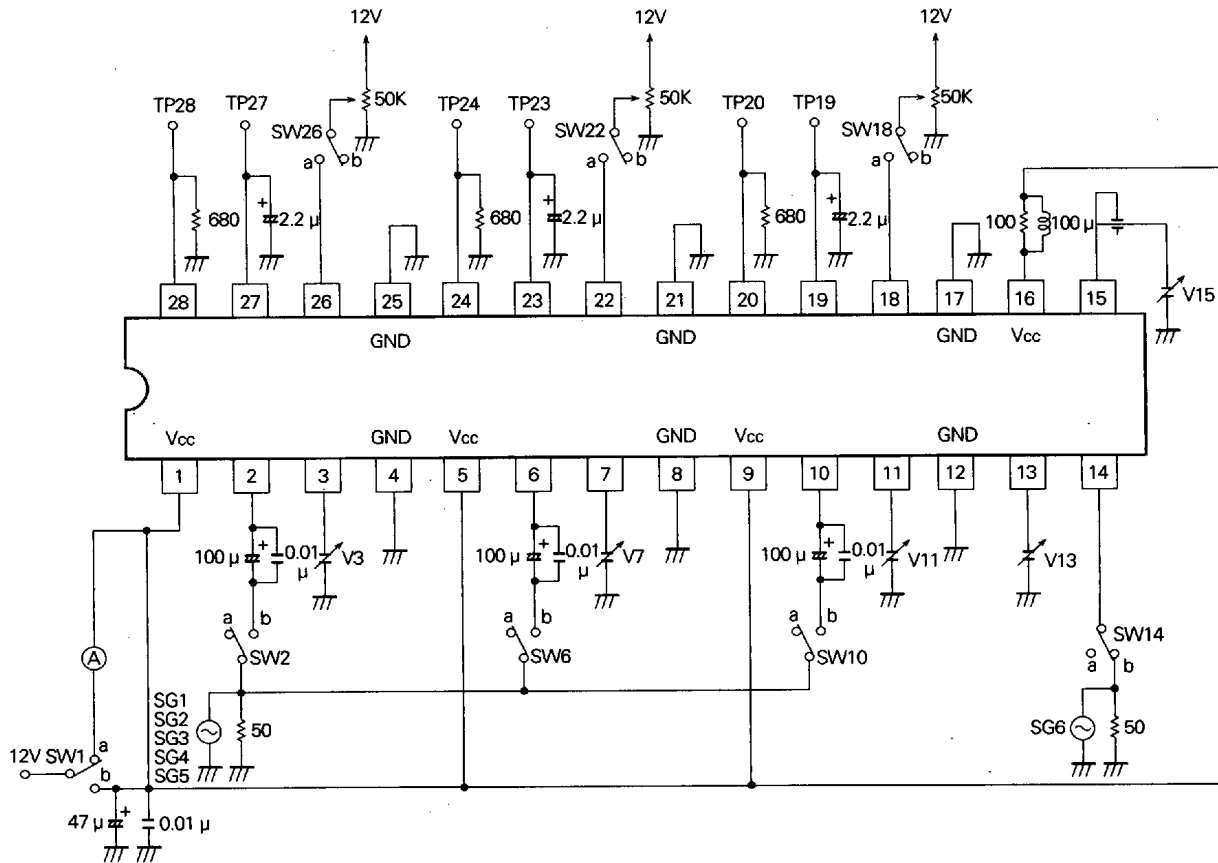 12V 12V 12V
TP28 TP27 50K TP24 TP23 50K TP20 TP19 50K
SW26 SW22 SW18
a b a b a b
680 + 2.2 μ 680 + 2.2 μ 680 + 2.2 μ 100 100 μ
28 27 26 25 24 23 22 21 20 19 18 17 16 15 V15
GND GND GND Vcc
Vcc GND Vcc GND Vcc GND
1 2 3 4 5 6 7 8 9 10 11 12 13 14
100 μ + 0.01 μ V3 100 μ + 0.01 μ V7 100 μ + 0.01 μ V11 V13
a b a b a b
SW2 SW6 SW10 SW14
a b
A
SG1
SG2
SG3
SG4
SG5
50 SG6 50
12V SW1 a
b
47 μ + 0.01 μ